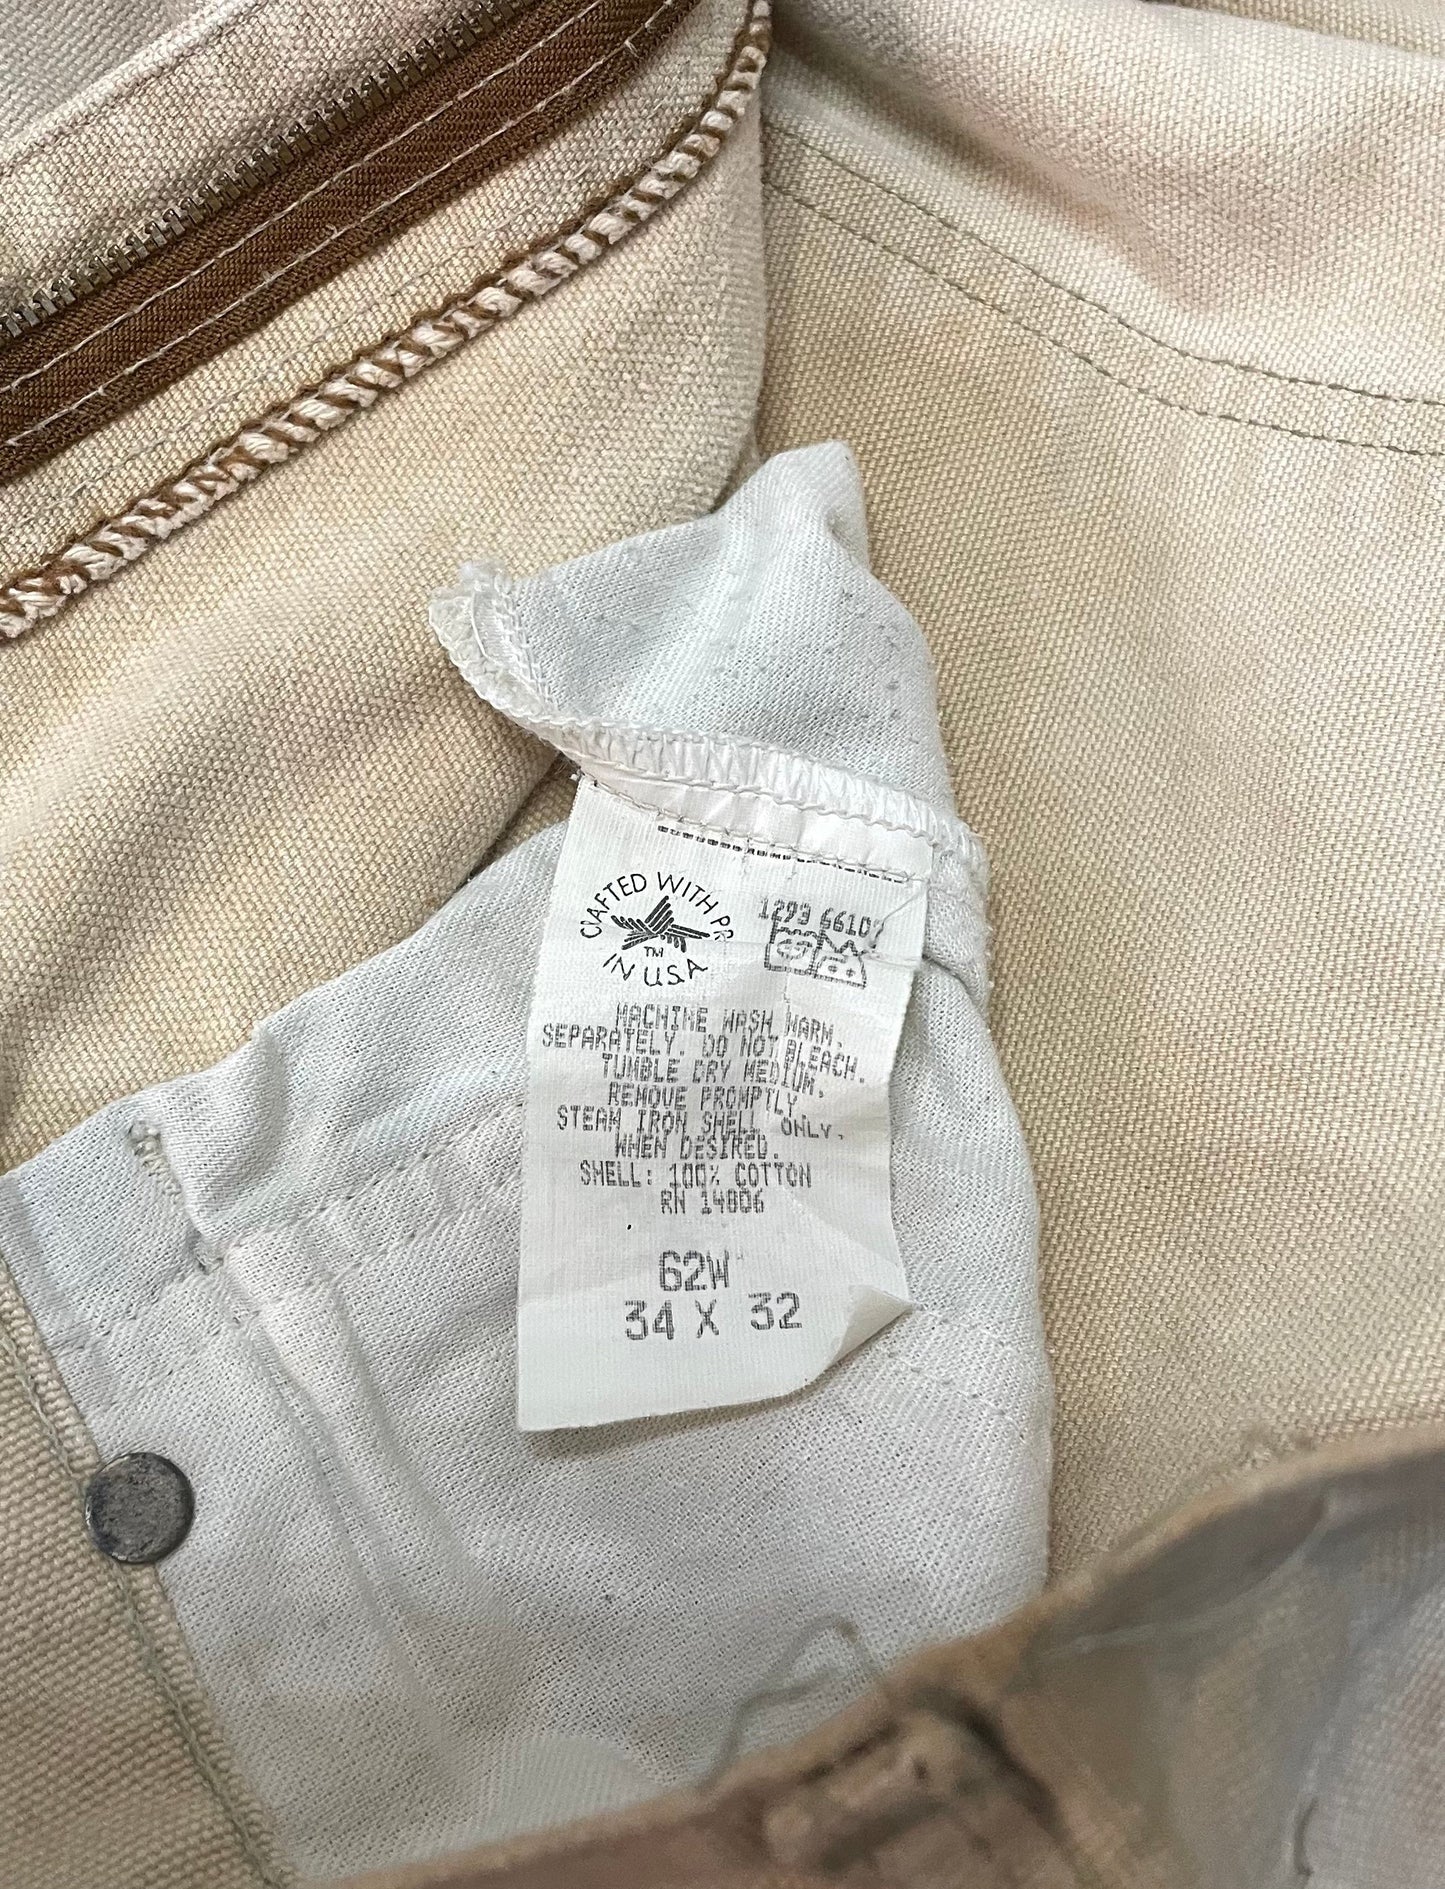 CRAFTED WITH PR
TM
IN U.S.A
1293 66107
MACHINE WASH WARM.
SEPARATELY. DO NOT BLEACH.
TUMBLE DRY MEDIUM,
REMOVE PROMPTLY.
STEAM IRON SHELL ONLY.
WHEN DESIRED.
SHELL: 100% COTTON
RN 14806
62W
34 X 32